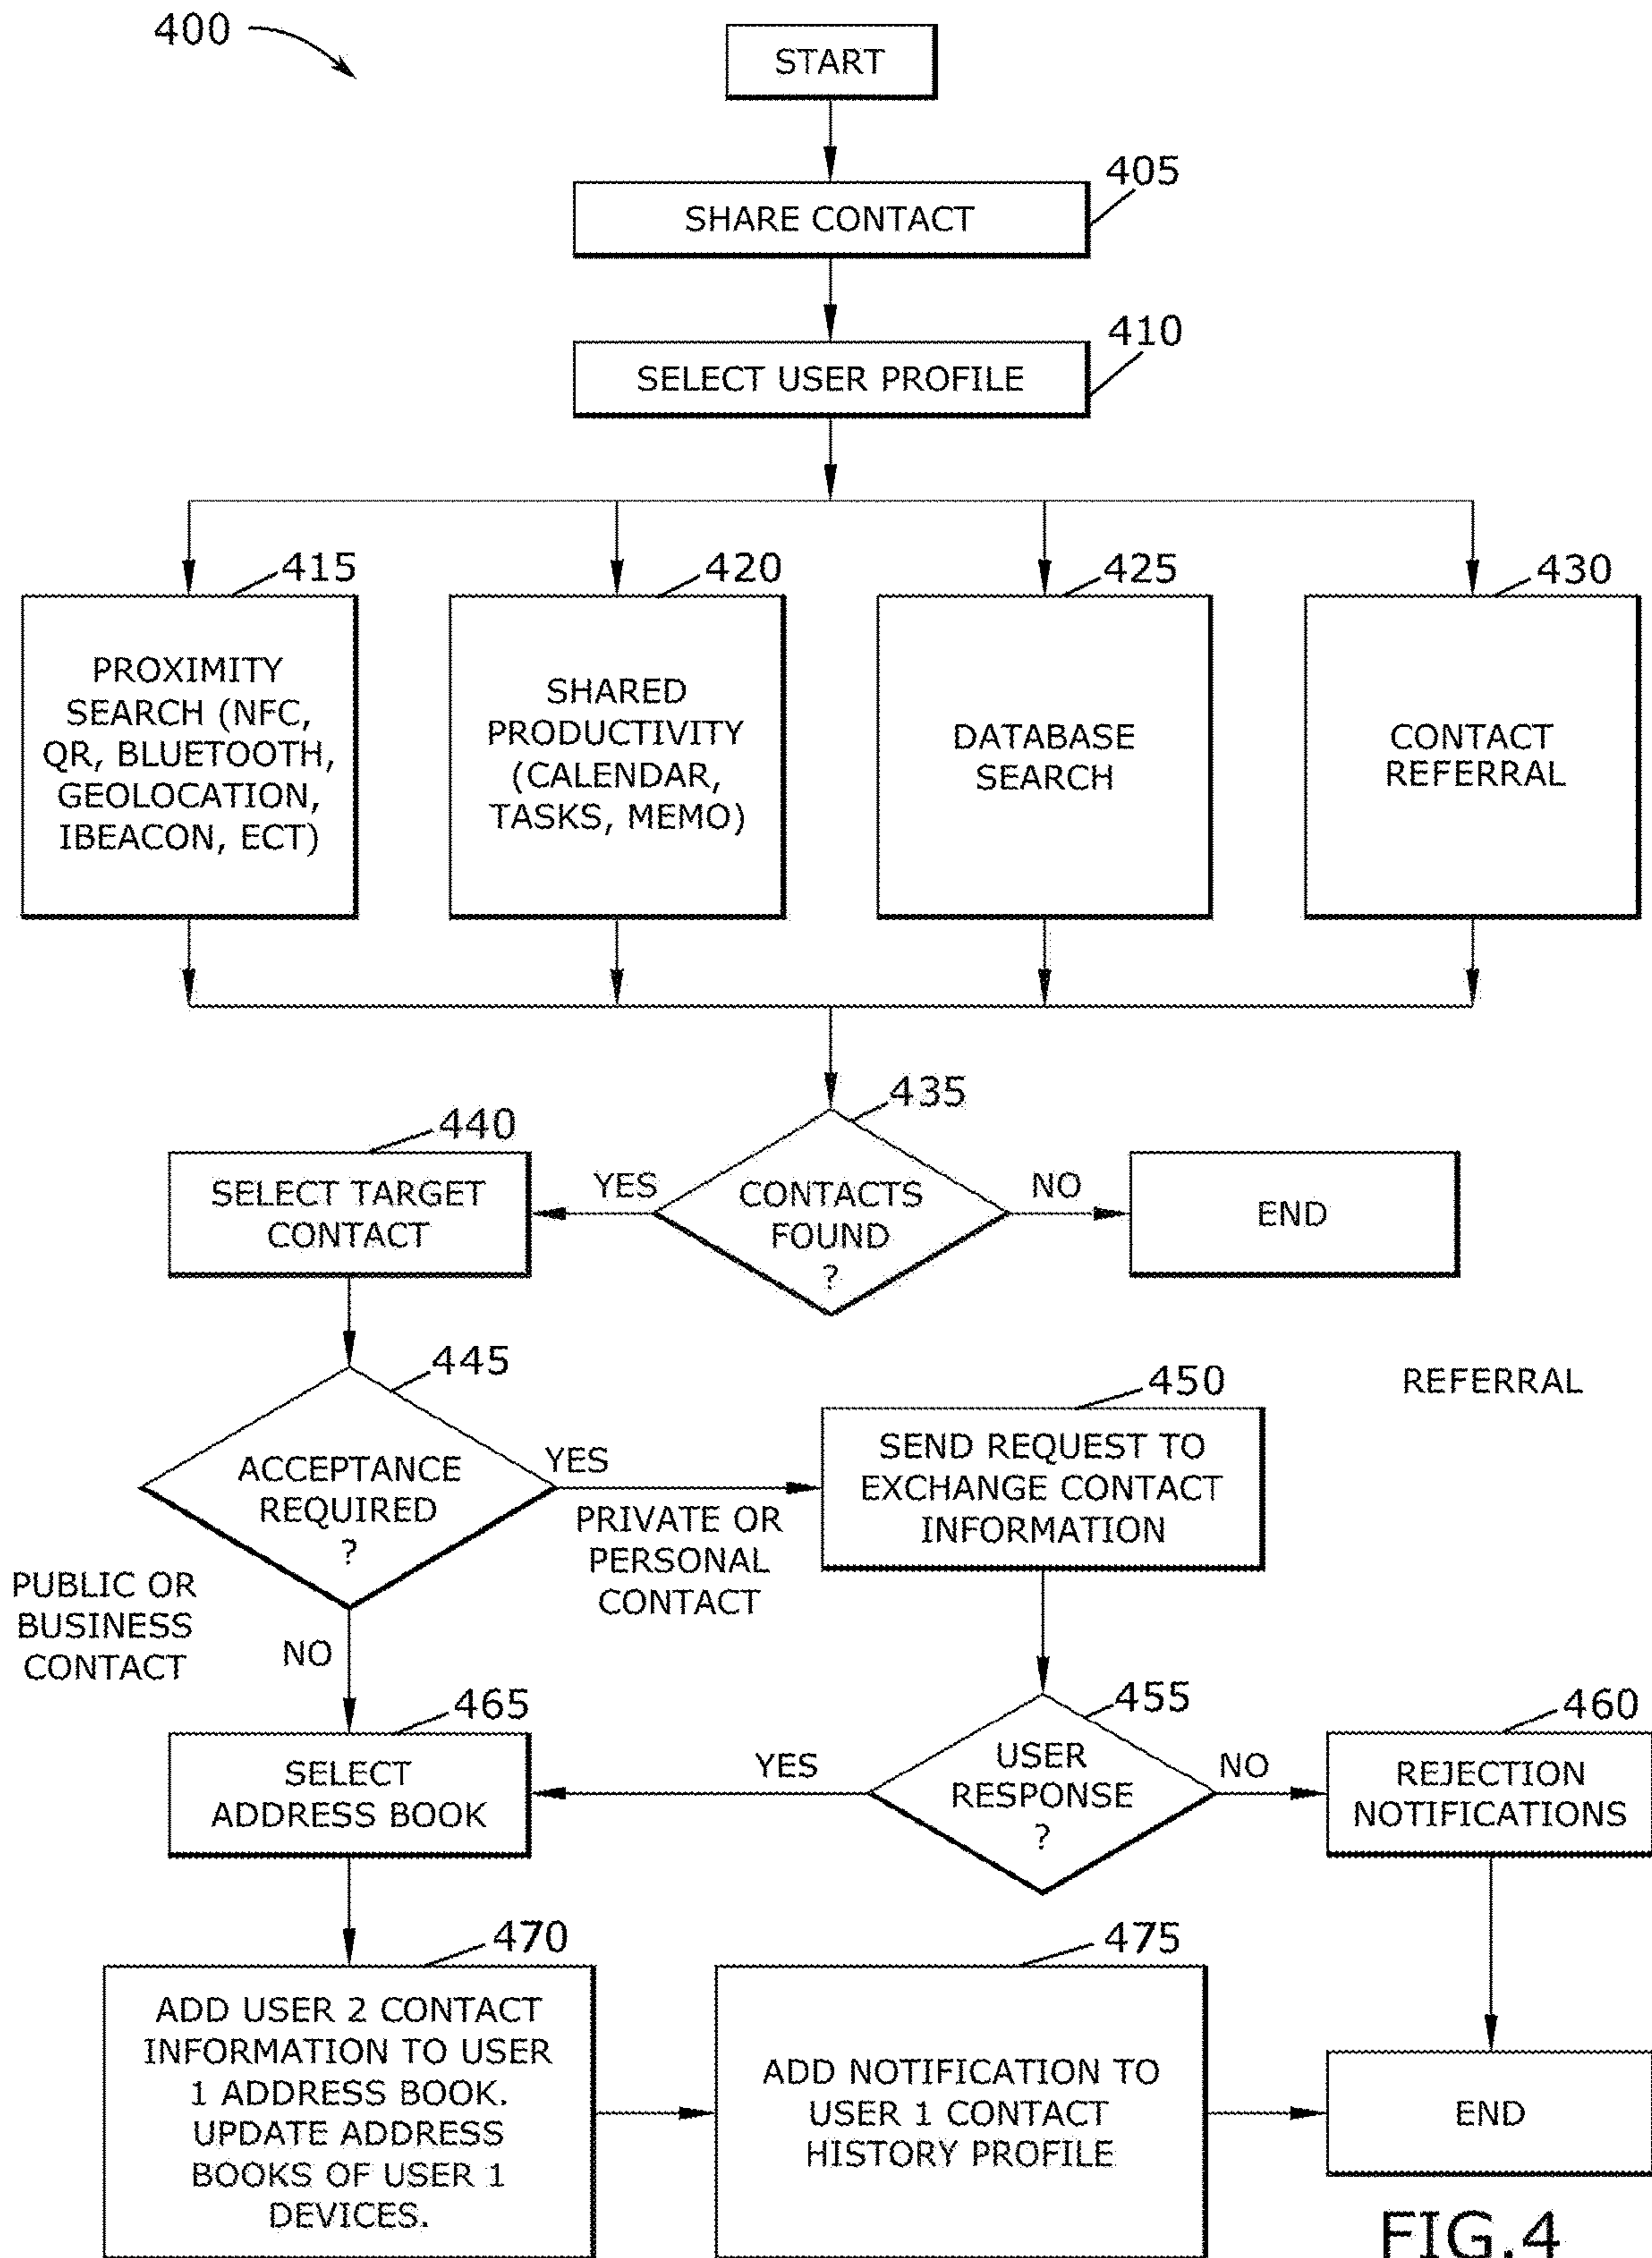 400
START
405
SHARE CONTACT
410
SELECT USER PROFILE
415
PROXIMITY
SEARCH (NFC,
QR, BLUETOOTH,
GEOLOCATION,
IBEACON, ECT)
420
SHARED
PRODUCTIVITY
(CALENDAR,
TASKS, MEMO)
425
DATABASE
SEARCH
430
CONTACT
REFERRAL
435
CONTACTS
FOUND
?
YES
NO
END
440
SELECT TARGET
CONTACT
445
ACCEPTANCE
REQUIRED
?
YES
PRIVATE OR
PERSONAL
CONTACT
PUBLIC OR
BUSINESS
CONTACT
NO
450
SEND REQUEST TO
EXCHANGE CONTACT
INFORMATION
REFERRAL
455
USER
RESPONSE
?
YES
NO
460
REJECTION
NOTIFICATIONS
465
SELECT
ADDRESS BOOK
470
ADD USER 2 CONTACT
INFORMATION TO USER
1 ADDRESS BOOK.
UPDATE ADDRESS
BOOKS OF USER 1
DEVICES.
475
ADD NOTIFICATION TO
USER 1 CONTACT
HISTORY PROFILE
END
FIG.4